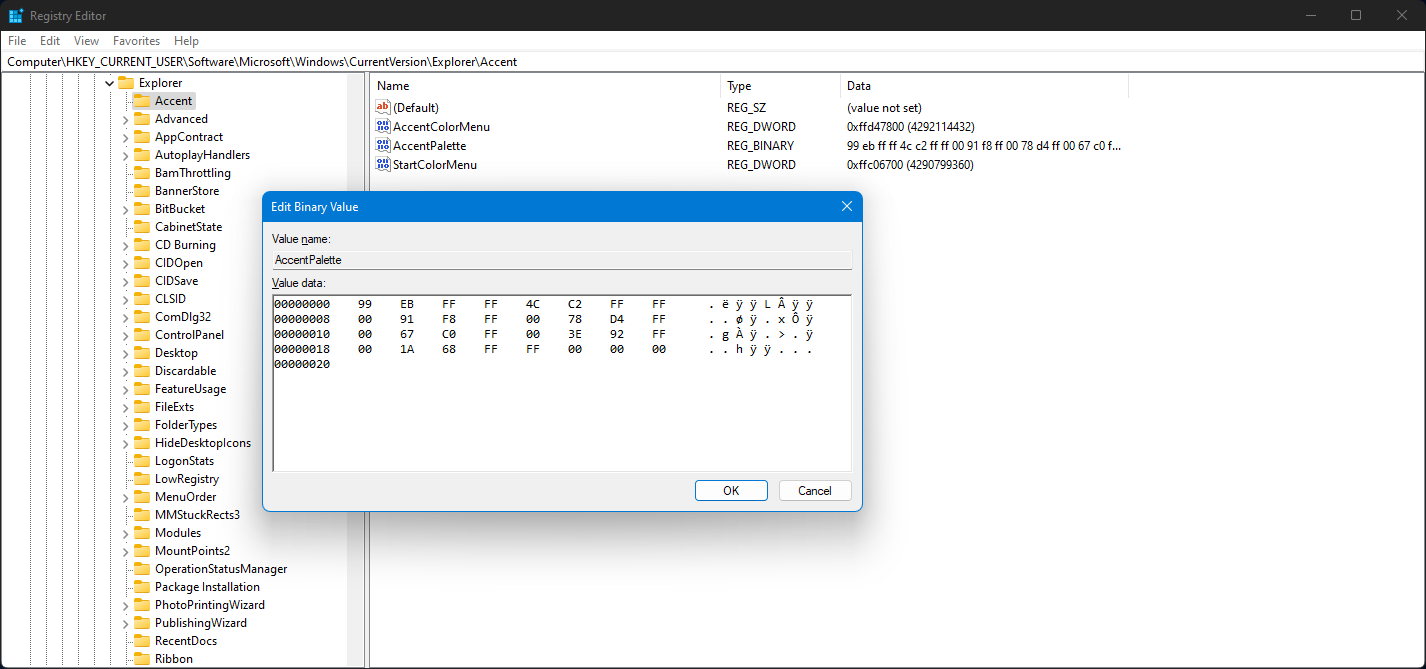 Registry Editor
File Edit View Favorites Help
Computer\HKEY_CURRENT_USER\Software\Microsoft\Windows\CurrentVersion\Explorer\Accent
Explorer
Accent
Advanced
AppContract
AutoplayHandlers
BamThrottling
BannerStore
BitBucket
CabinetState
CD Burning
CIDOpen
CIDSave
CLSID
ComDlg32
ControlPanel
Desktop
Discardable
FeatureUsage
FileExts
FolderTypes
HideDesktopIcons
LogonStats
LowRegistry
MenuOrder
MMStuckRects3
Modules
MountPoints2
OperationStatusManager
Package Installation
PhotoPrintingWizard
PublishingWizard
RecentDocs
Ribbon
Name Type Data
(Default) REG_SZ (value not set)
AccentColorMenu REG_DWORD 0xffd47800 (4292114432)
AccentPalette REG_BINARY 99 eb ff ff 4c c2 ff ff 00 91 f8 ff 00 78 d4 ff 00 67 c0 f...
StartColorMenu REG_DWORD 0xffc06700 (4290799360)
Edit Binary Value
Value name:
AccentPalette
Value data:
00000000 99 EB FF FF 4C C2 FF FF . ë ÿ ÿ L Â ÿ ÿ
00000008 00 91 F8 FF 00 78 D4 FF . . ø ÿ . x Ô ÿ
00000010 00 67 C0 FF 00 3E 92 FF . g À ÿ . > . ÿ
00000018 00 1A 68 FF FF 00 00 00 . . h ÿ ÿ . . .
00000020
OK Cancel